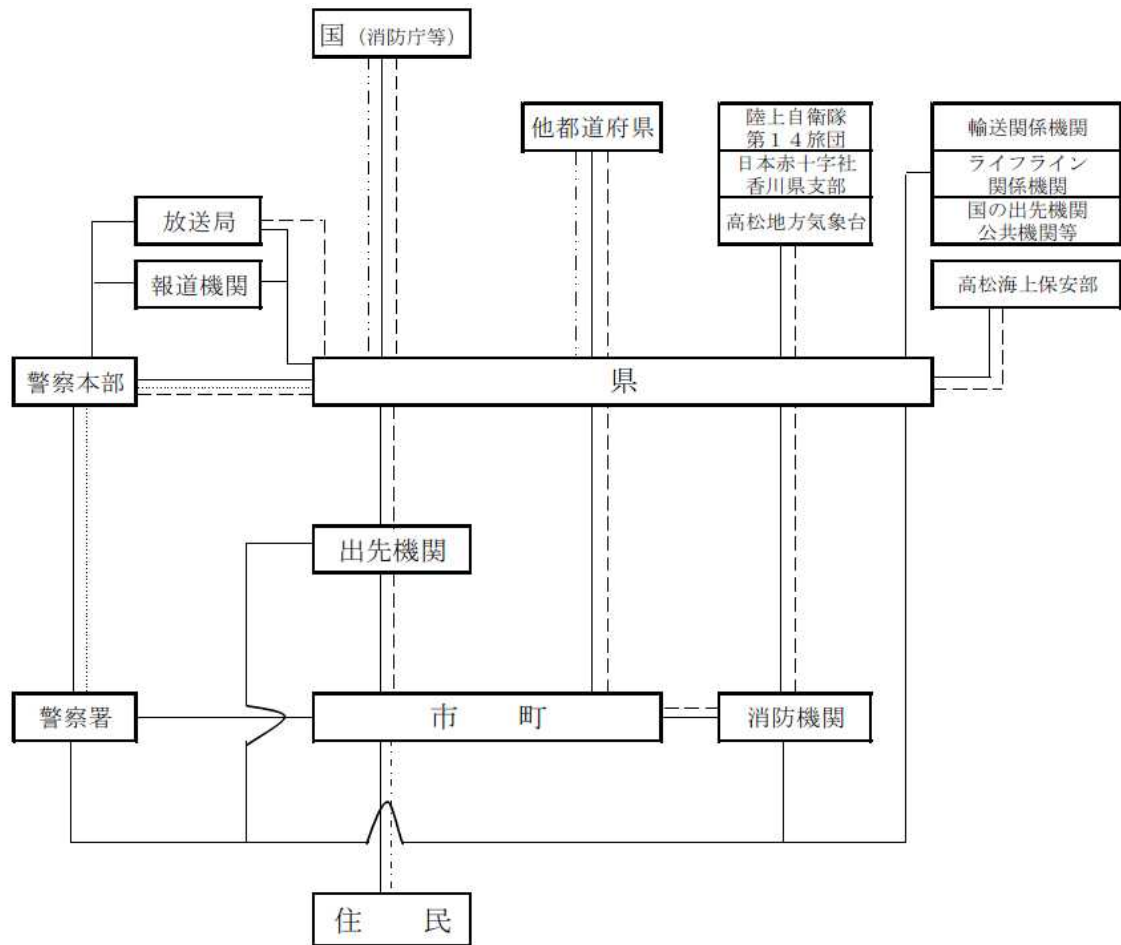 国（消防庁等）
他都道府県
陸上自衛隊
第１４旅団
日本赤十字社
香川県支部
高松地方気象台
輸送関係機関
ライフライン
関係機関
国の出先機関
公共機関等
放送局
報道機関
高松海上保安部
警察本部
県
出先機関
警察署
市　　町
消防機関
住　　民